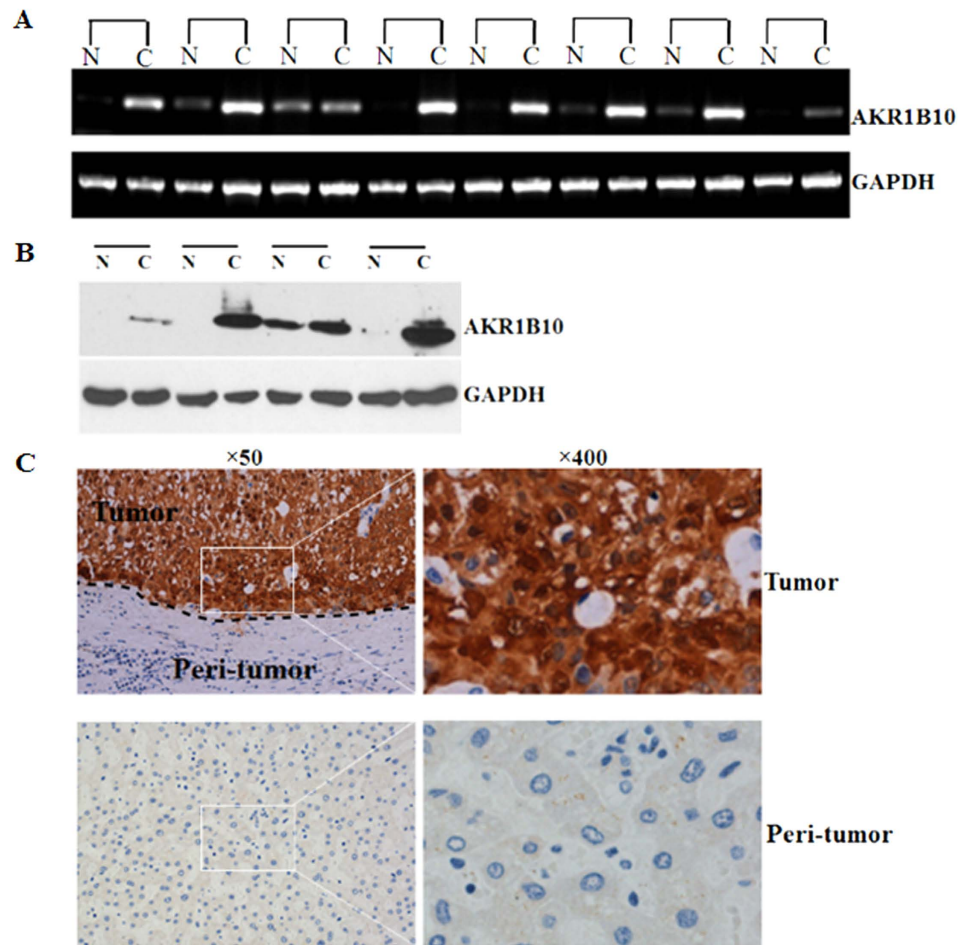 A
N C N C N C N C N C N C N C N C
AKR1B10
GAPDH
B
N C N C N C N C
AKR1B10
GAPDH
C
×50 ×400
Tumor
Peri-tumor
Tumor
Peri-tumor